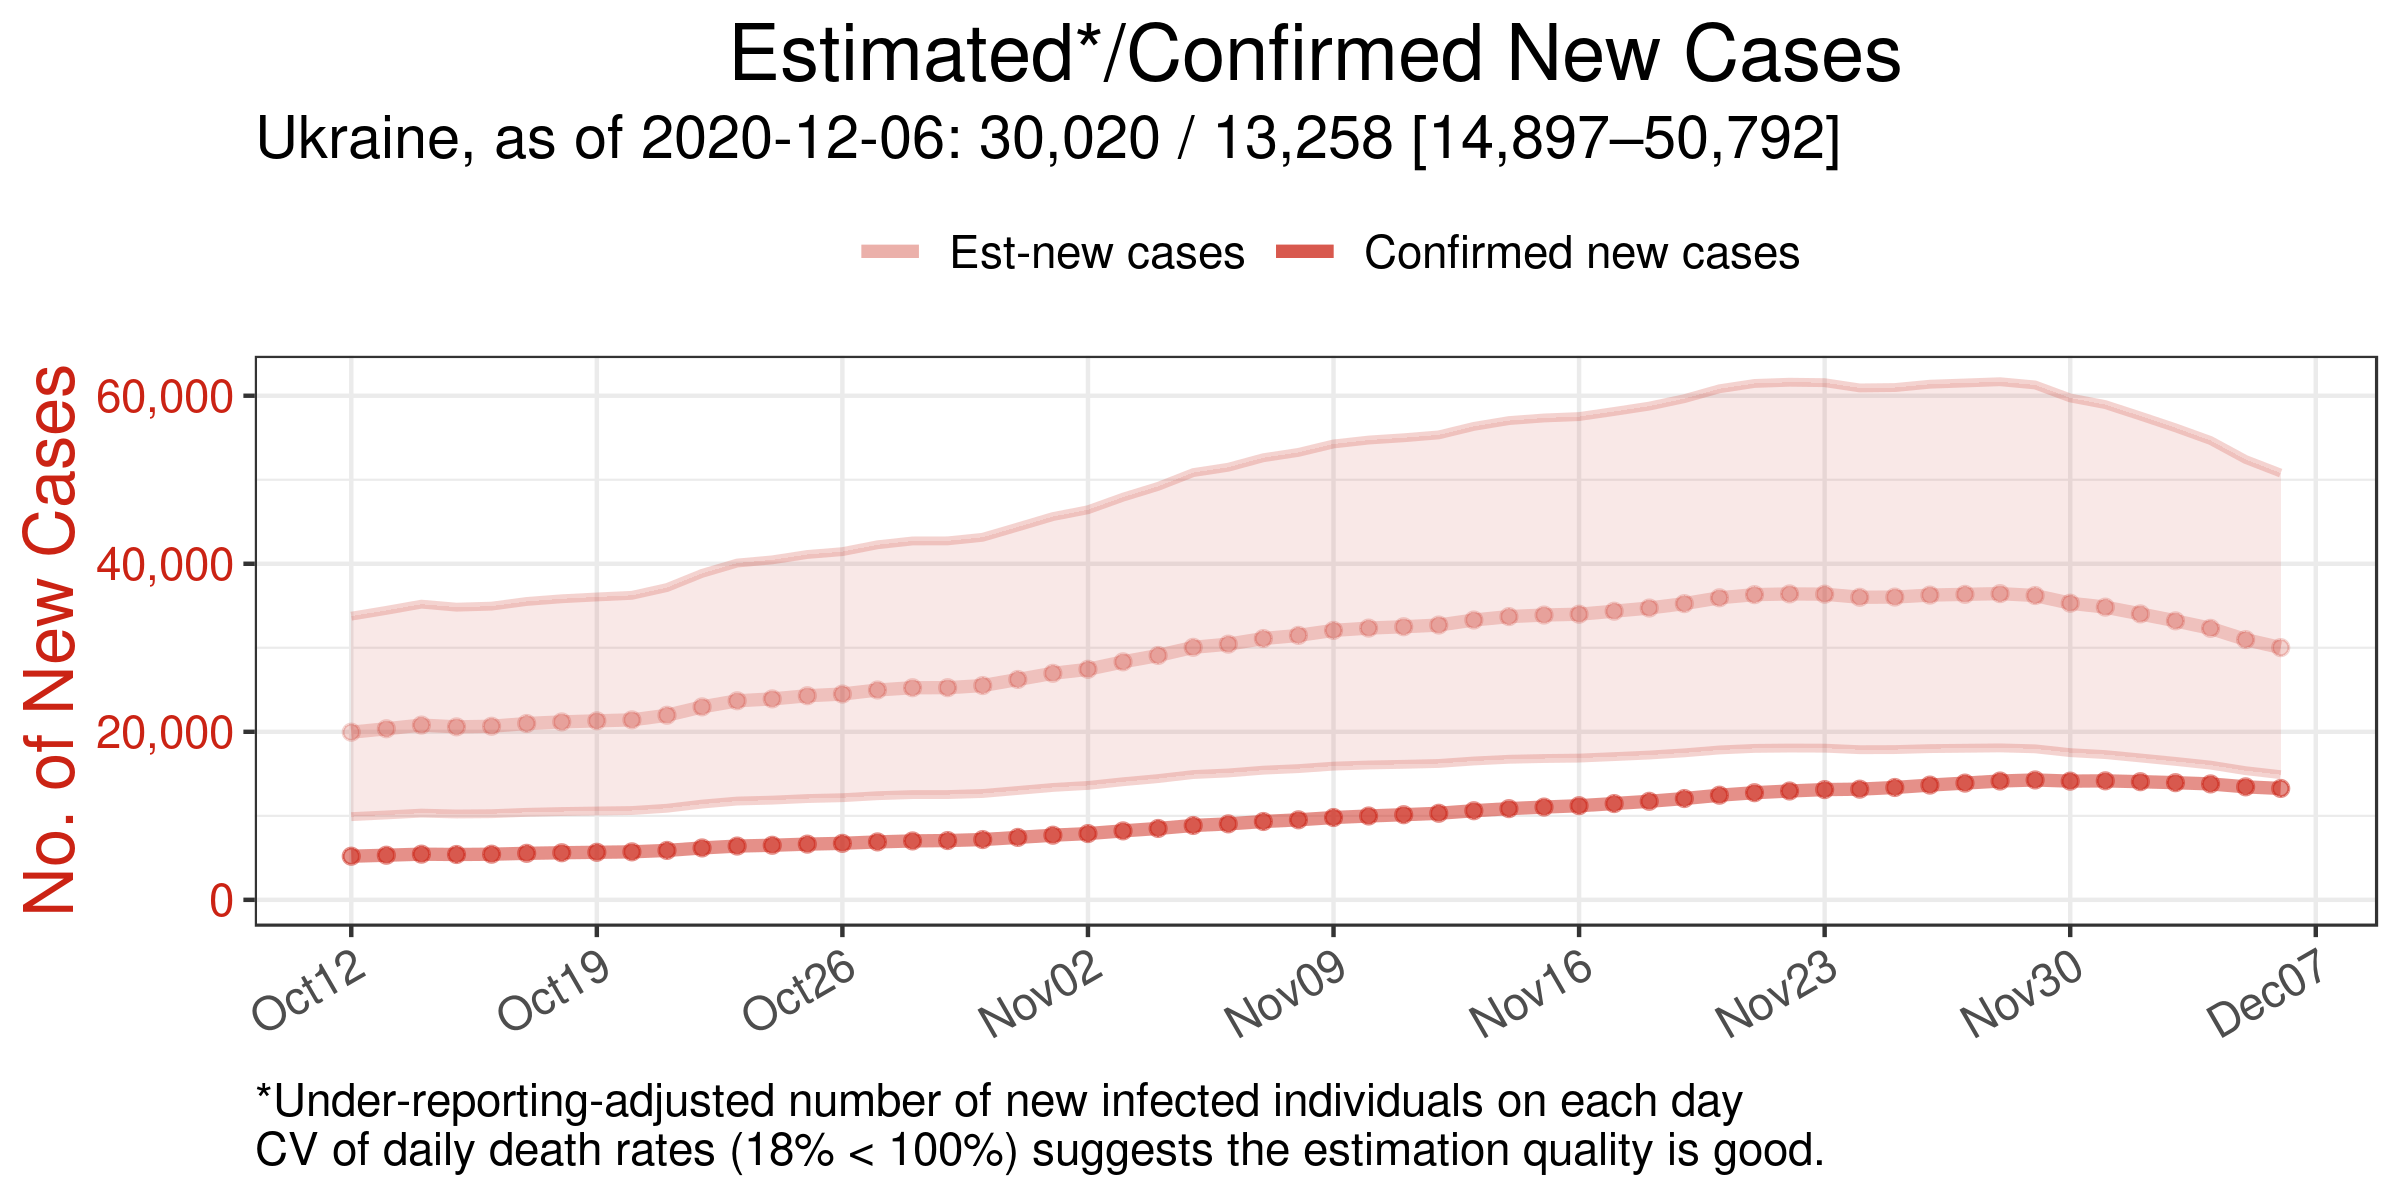 Estimated*/Confirmed New Cases
Ukraine, as of 2020-12-06: 30,020 / 13,258 [14,897–50,792]
Est-new cases
Confirmed new cases
No. of New Cases
60,000
40,000
20,000
0
Oct12
Oct19
Oct26
Nov02
Nov09
Nov16
Nov23
Nov30
Dec07
*Under-reporting-adjusted number of new infected individuals on each day
CV of daily death rates (18% < 100%) suggests the estimation quality is good.